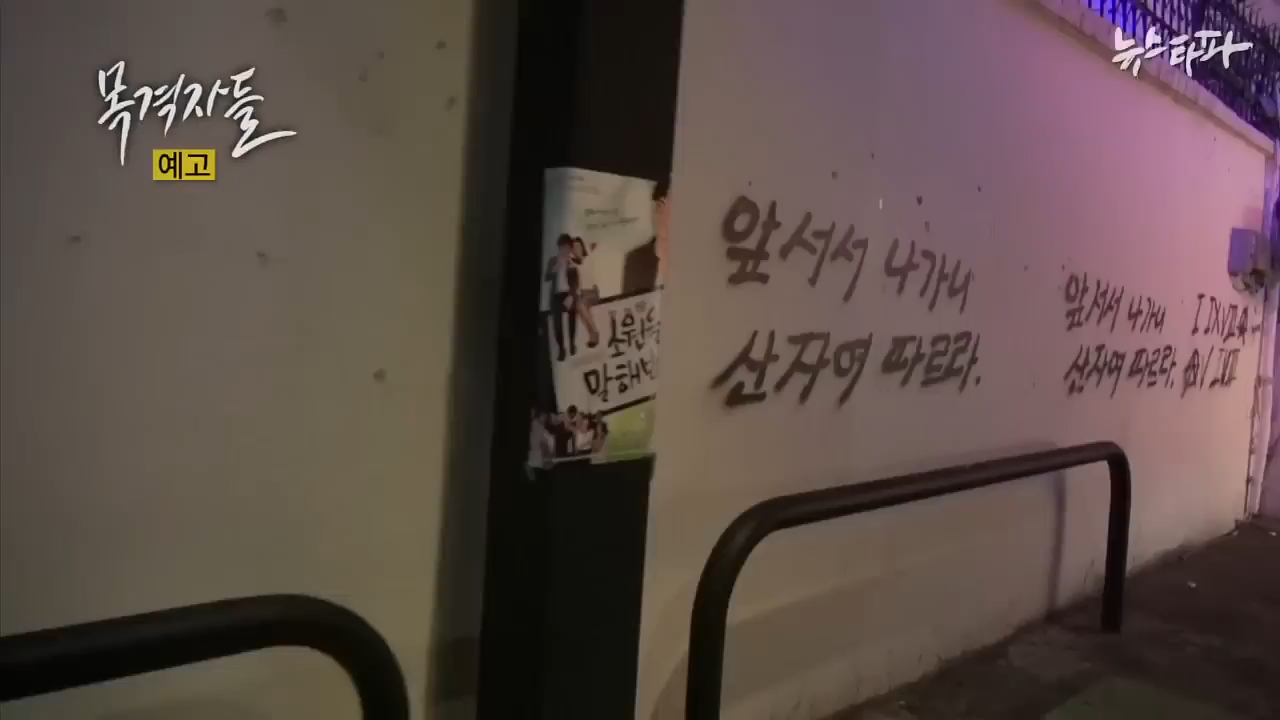 목격자들
예고
뉴스타파
소원을
말해봐
앞서서 나가니
산자여 따르라.
앞서서 나가니
산자여 따르라.